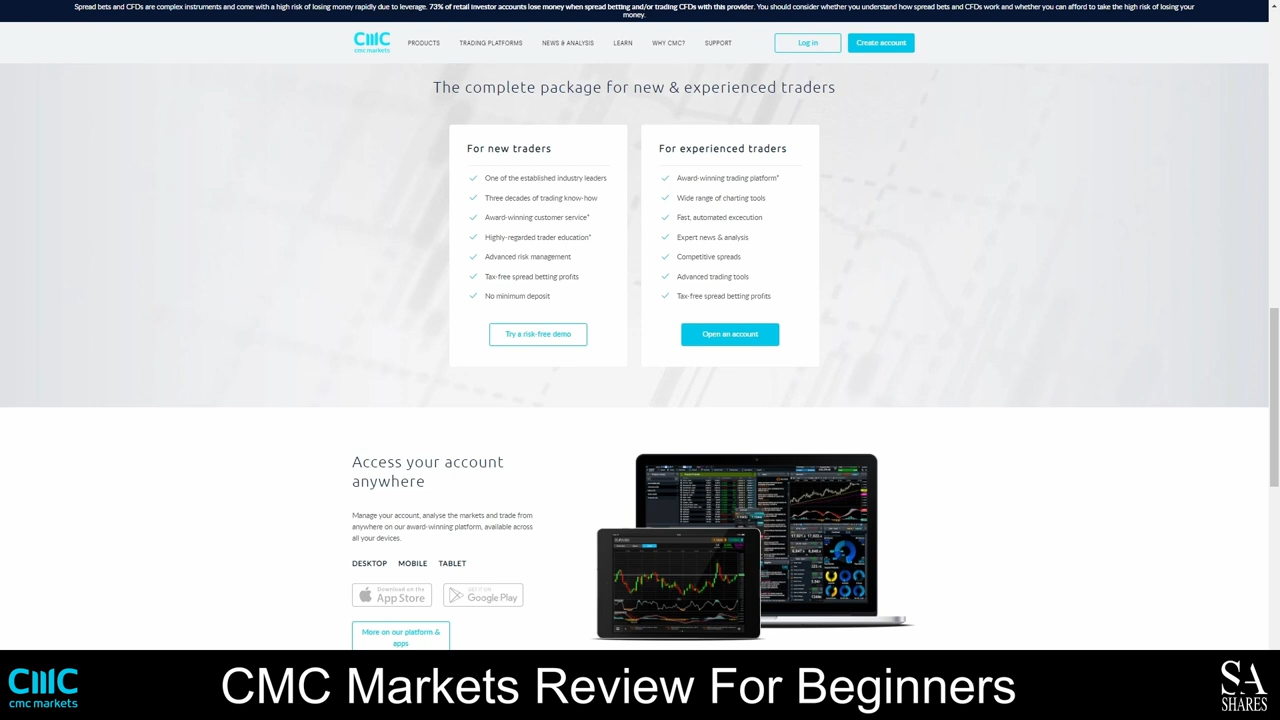 Spread bets and CFDs are complex instruments and come with a high risk of losing money rapidly due to leverage. 73% of retail investor accounts lose money when spread betting and/or trading CFDs with this provider. You should consider whether you understand how spread bets and CFDs work and whether you can afford to take the high risk of losing your
money.
CMC
cmc markets
PRODUCTS TRADING PLATFORMS NEWS & ANALYSIS LEARN WHY CMC? SUPPORT Log in Create account
The complete package for new & experienced traders
For new traders
One of the established industry leaders
Three decades of trading know-how
Award-winning customer service*
Highly-regarded trader education*
Advanced risk management
Tax-free spread betting profits
No minimum deposit
Try a risk-free demo
For experienced traders
Award-winning trading platform*
Wide range of charting tools
Fast, automated excecution
Expert news & analysis
Competitive spreads
Advanced trading tools
Tax-free spread betting profits
Open an account
Access your account
anywhere
Manage your account, analyse the markets and trade from
anywhere on our award-winning platform, available across
all your devices.
DESKTOP MOBILE TABLET
Download on the
App Store
GET IT ON
Google Play
More on our platform &
apps
CMC
cmc markets
CMC Markets Review For Beginners
SA
SHARES